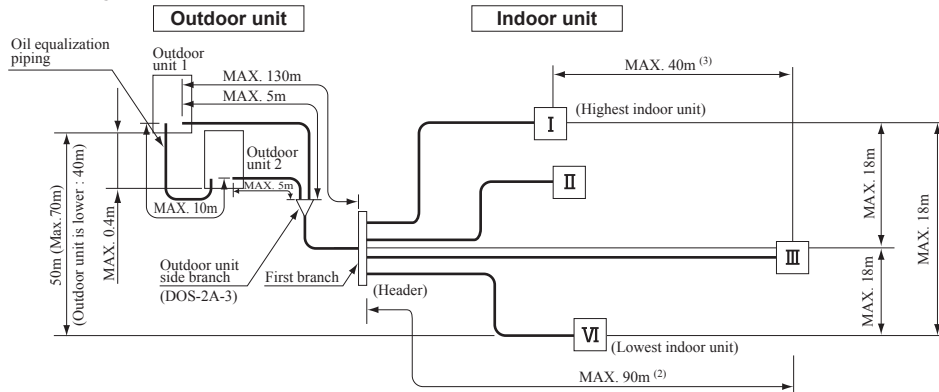 Outdoor unit
Indoor unit
Oil equalization
piping
Outdoor
unit 1
MAX. 130m
MAX. 5m
MAX. 40m (3)
I
(Highest indoor unit)
Outdoor
unit 2
II
MAX. 5m
MAX. 10m
50m (Max.70m)
(Outdoor unit is lower : 40m)
MAX. 0.4m
MAX. 18m
MAX. 18m
MAX. 18m
III
Outdoor unit
side branch
(DOS-2A-3)
First branch
(Header)
VI
(Lowest indoor unit)
MAX. 90m (2)